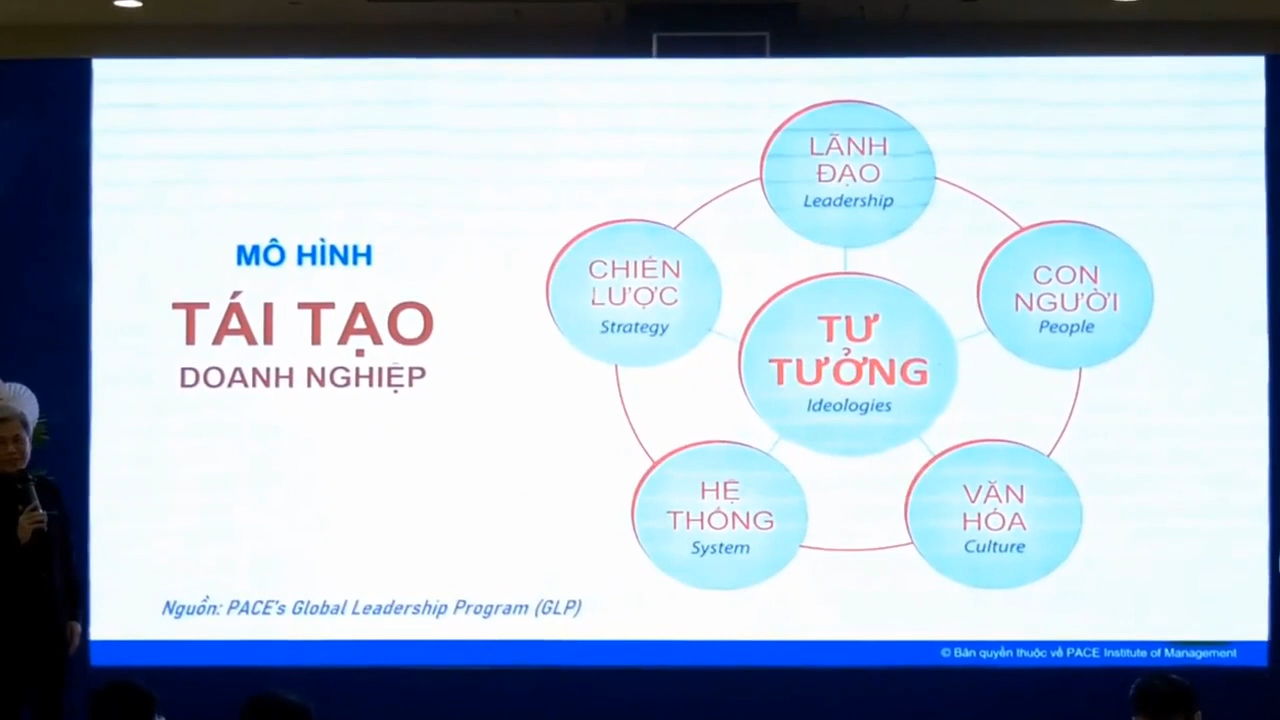 MÔ HÌNH
TÁI TẠO
DOANH NGHIỆP
LÃNH
ĐẠO
Leadership
CHIẾN
LƯỢC
Strategy
CON
NGƯỜI
People
TƯ
TƯỞNG
Ideologies
HỆ
THỐNG
System
VĂN
HÓA
Culture
Nguồn: PACE's Global Leadership Program (GLP)
© Bản quyền thuộc về PACE Institute of Management